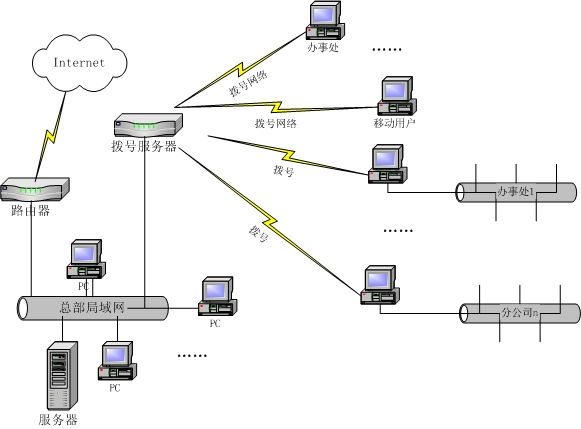 办事处
……
Internet
拨号网络
拨号网络
移动用户
拨号服务器
拨号
办事处1
路由器
拨号
……
PC
总部局域网
PC
分公司n
……
PC
服务器